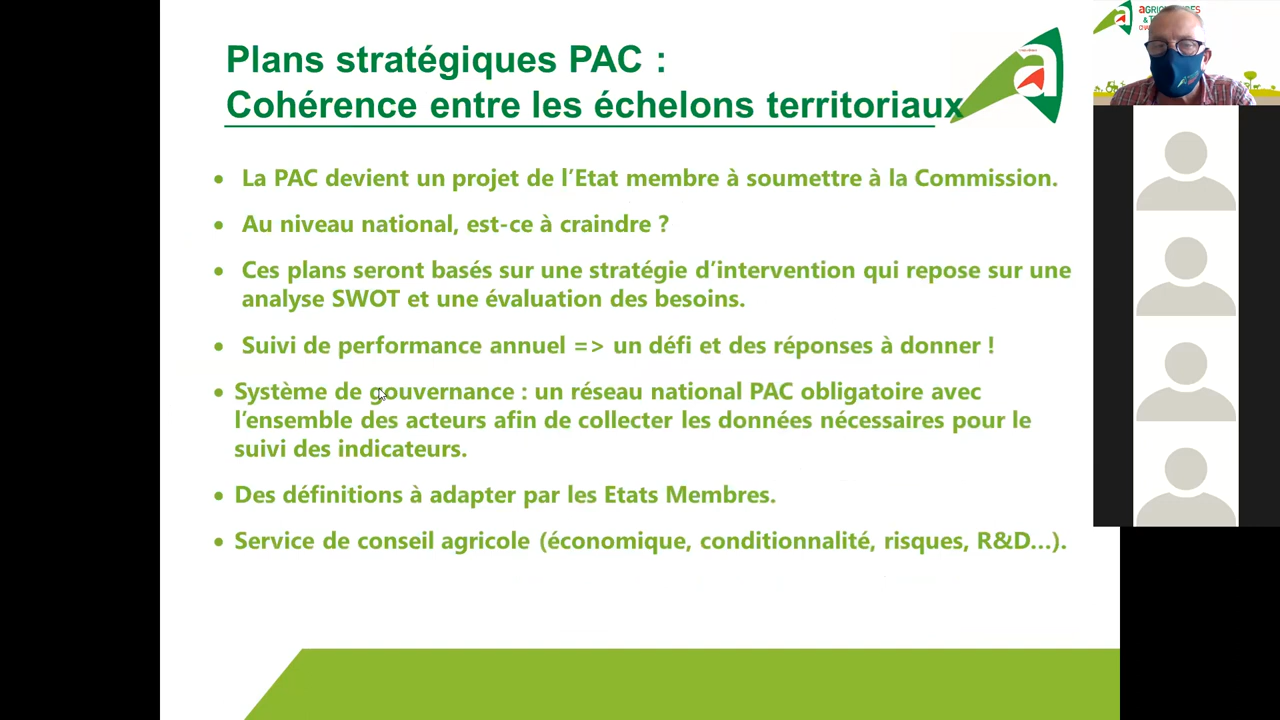 Plans stratégiques PAC :
Cohérence entre les échelons territoriaux
• La PAC devient un projet de l’Etat membre à soumettre à la Commission.
• Au niveau national, est-ce à craindre ?
• Ces plans seront basés sur une stratégie d’intervention qui repose sur une
analyse SWOT et une évaluation des besoins.
• Suivi de performance annuel => un défi et des réponses à donner !
• Système de gouvernance : un réseau national PAC obligatoire avec
l’ensemble des acteurs afin de collecter les données nécessaires pour le
suivi des indicateurs.
• Des définitions à adapter par les Etats Membres.
• Service de conseil agricole (économique, conditionnalité, risques, R&D…).